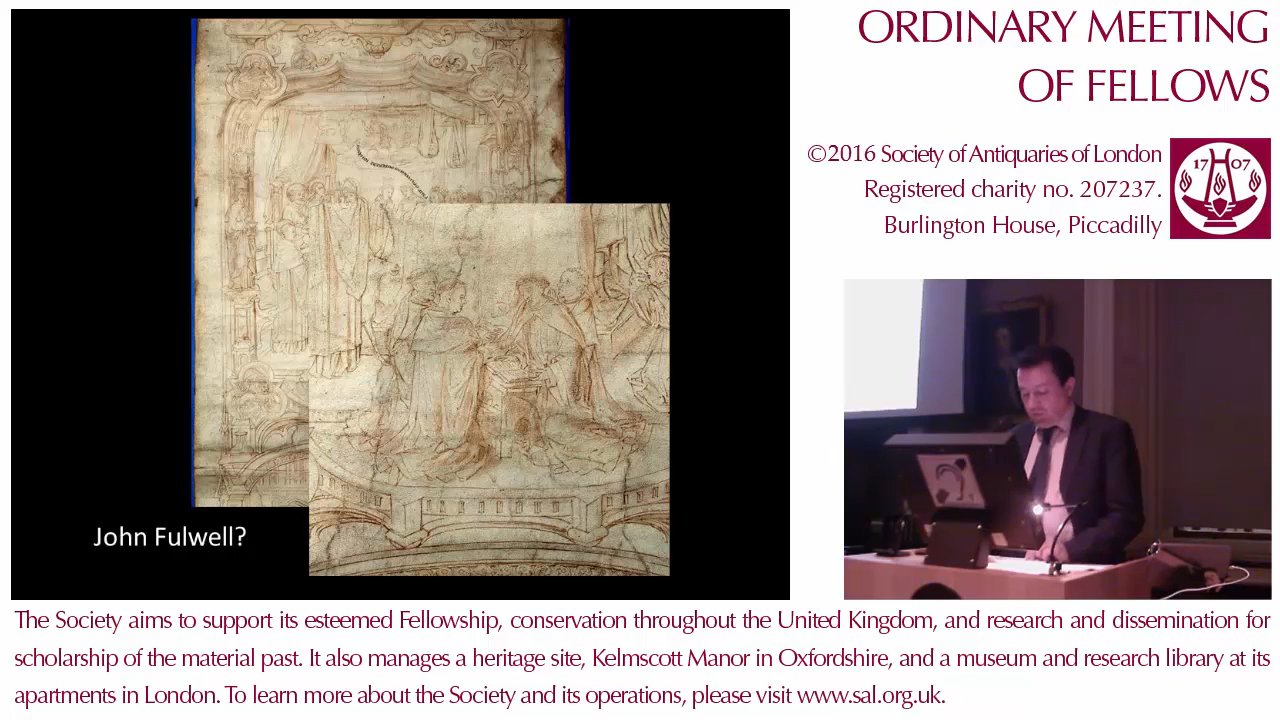 ORDINARY MEETING
OF FELLOWS
©2016 Society of Antiquaries of London
Registered charity no. 207237.
Burlington House, Piccadilly
17 07
John Fulwell?
The Society aims to support its esteemed Fellowship, conservation throughout the United Kingdom, and research and dissemination for
scholarship of the material past. It also manages a heritage site, Kelmscott Manor in Oxfordshire, and a museum and research library at its
apartments in London. To learn more about the Society and its operations, please visit www.sal.org.uk.